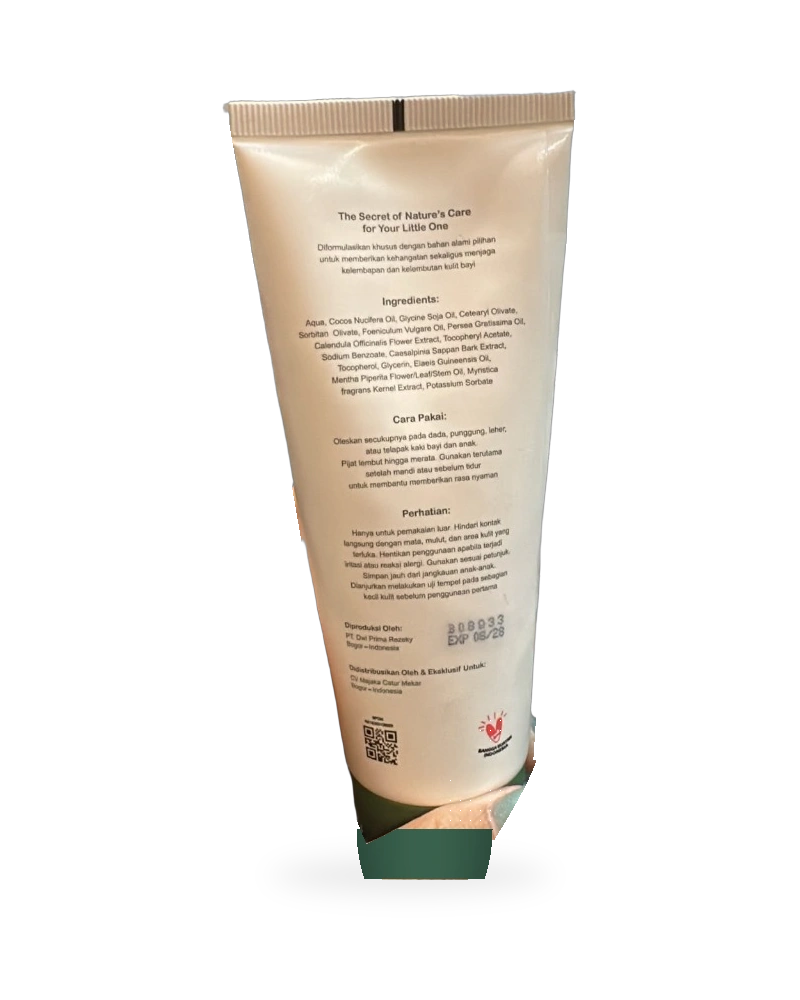 The Secret of Nature's Care
for Your Little One
Diformulasikan khusus dengan bahan alami pilihan
untuk memberikan kehangatan sekaligus menjaga
kelembapan dan kelembutan kulit bayi
Ingredients:
Aqua, Cocos Nucifera Oil, Glycine Soja Oil, Cetearyl Olivate,
Sorbitan Olivate, Foeniculum Vulgare Oil, Persea Gratissima Oil,
Calendula Officinalis Flower Extract, Tocopheryl Acetate,
Sodium Benzoate, Caesalpinia Sappan Bark Extract,
Tocopherol, Glycerin, Elaeis Guineensis Oil,
Mentha Piperita Flower/Leaf/Stem Oil, Myristica
fragrans Kernel Extract, Potassium Sorbate
Cara Pakai:
Oleskan secukupnya pada dada, punggung, leher,
atau telapak kaki bayi dan anak.
Pijat lembut hingga merata. Gunakan terutama
setelah mandi atau sebelum tidur
untuk membantu memberikan rasa nyaman
Perhatian:
Hanya untuk pemakaian luar. Hindari kontak
langsung dengan mata, mulut, dan area kulit yang
terluka. Hentikan penggunaan apabila terjadi
iritasi atau reaksi alergi. Gunakan sesuai petunjuk.
Simpan jauh dari jangkauan anak-anak.
Dianjurkan melakukan uji tempel pada sebagian
kecil kulit sebelum penggunaan pertama
Diproduksi Oleh:
PT. Dwi Prima Rezeky
Bogor – Indonesia
EXP 06/28
Didistribusikan Oleh & Eksklusif Untuk:
CV. Majaka Catur Mekar
Bogor – Indonesia
BANGGA BUATAN
INDONESIA